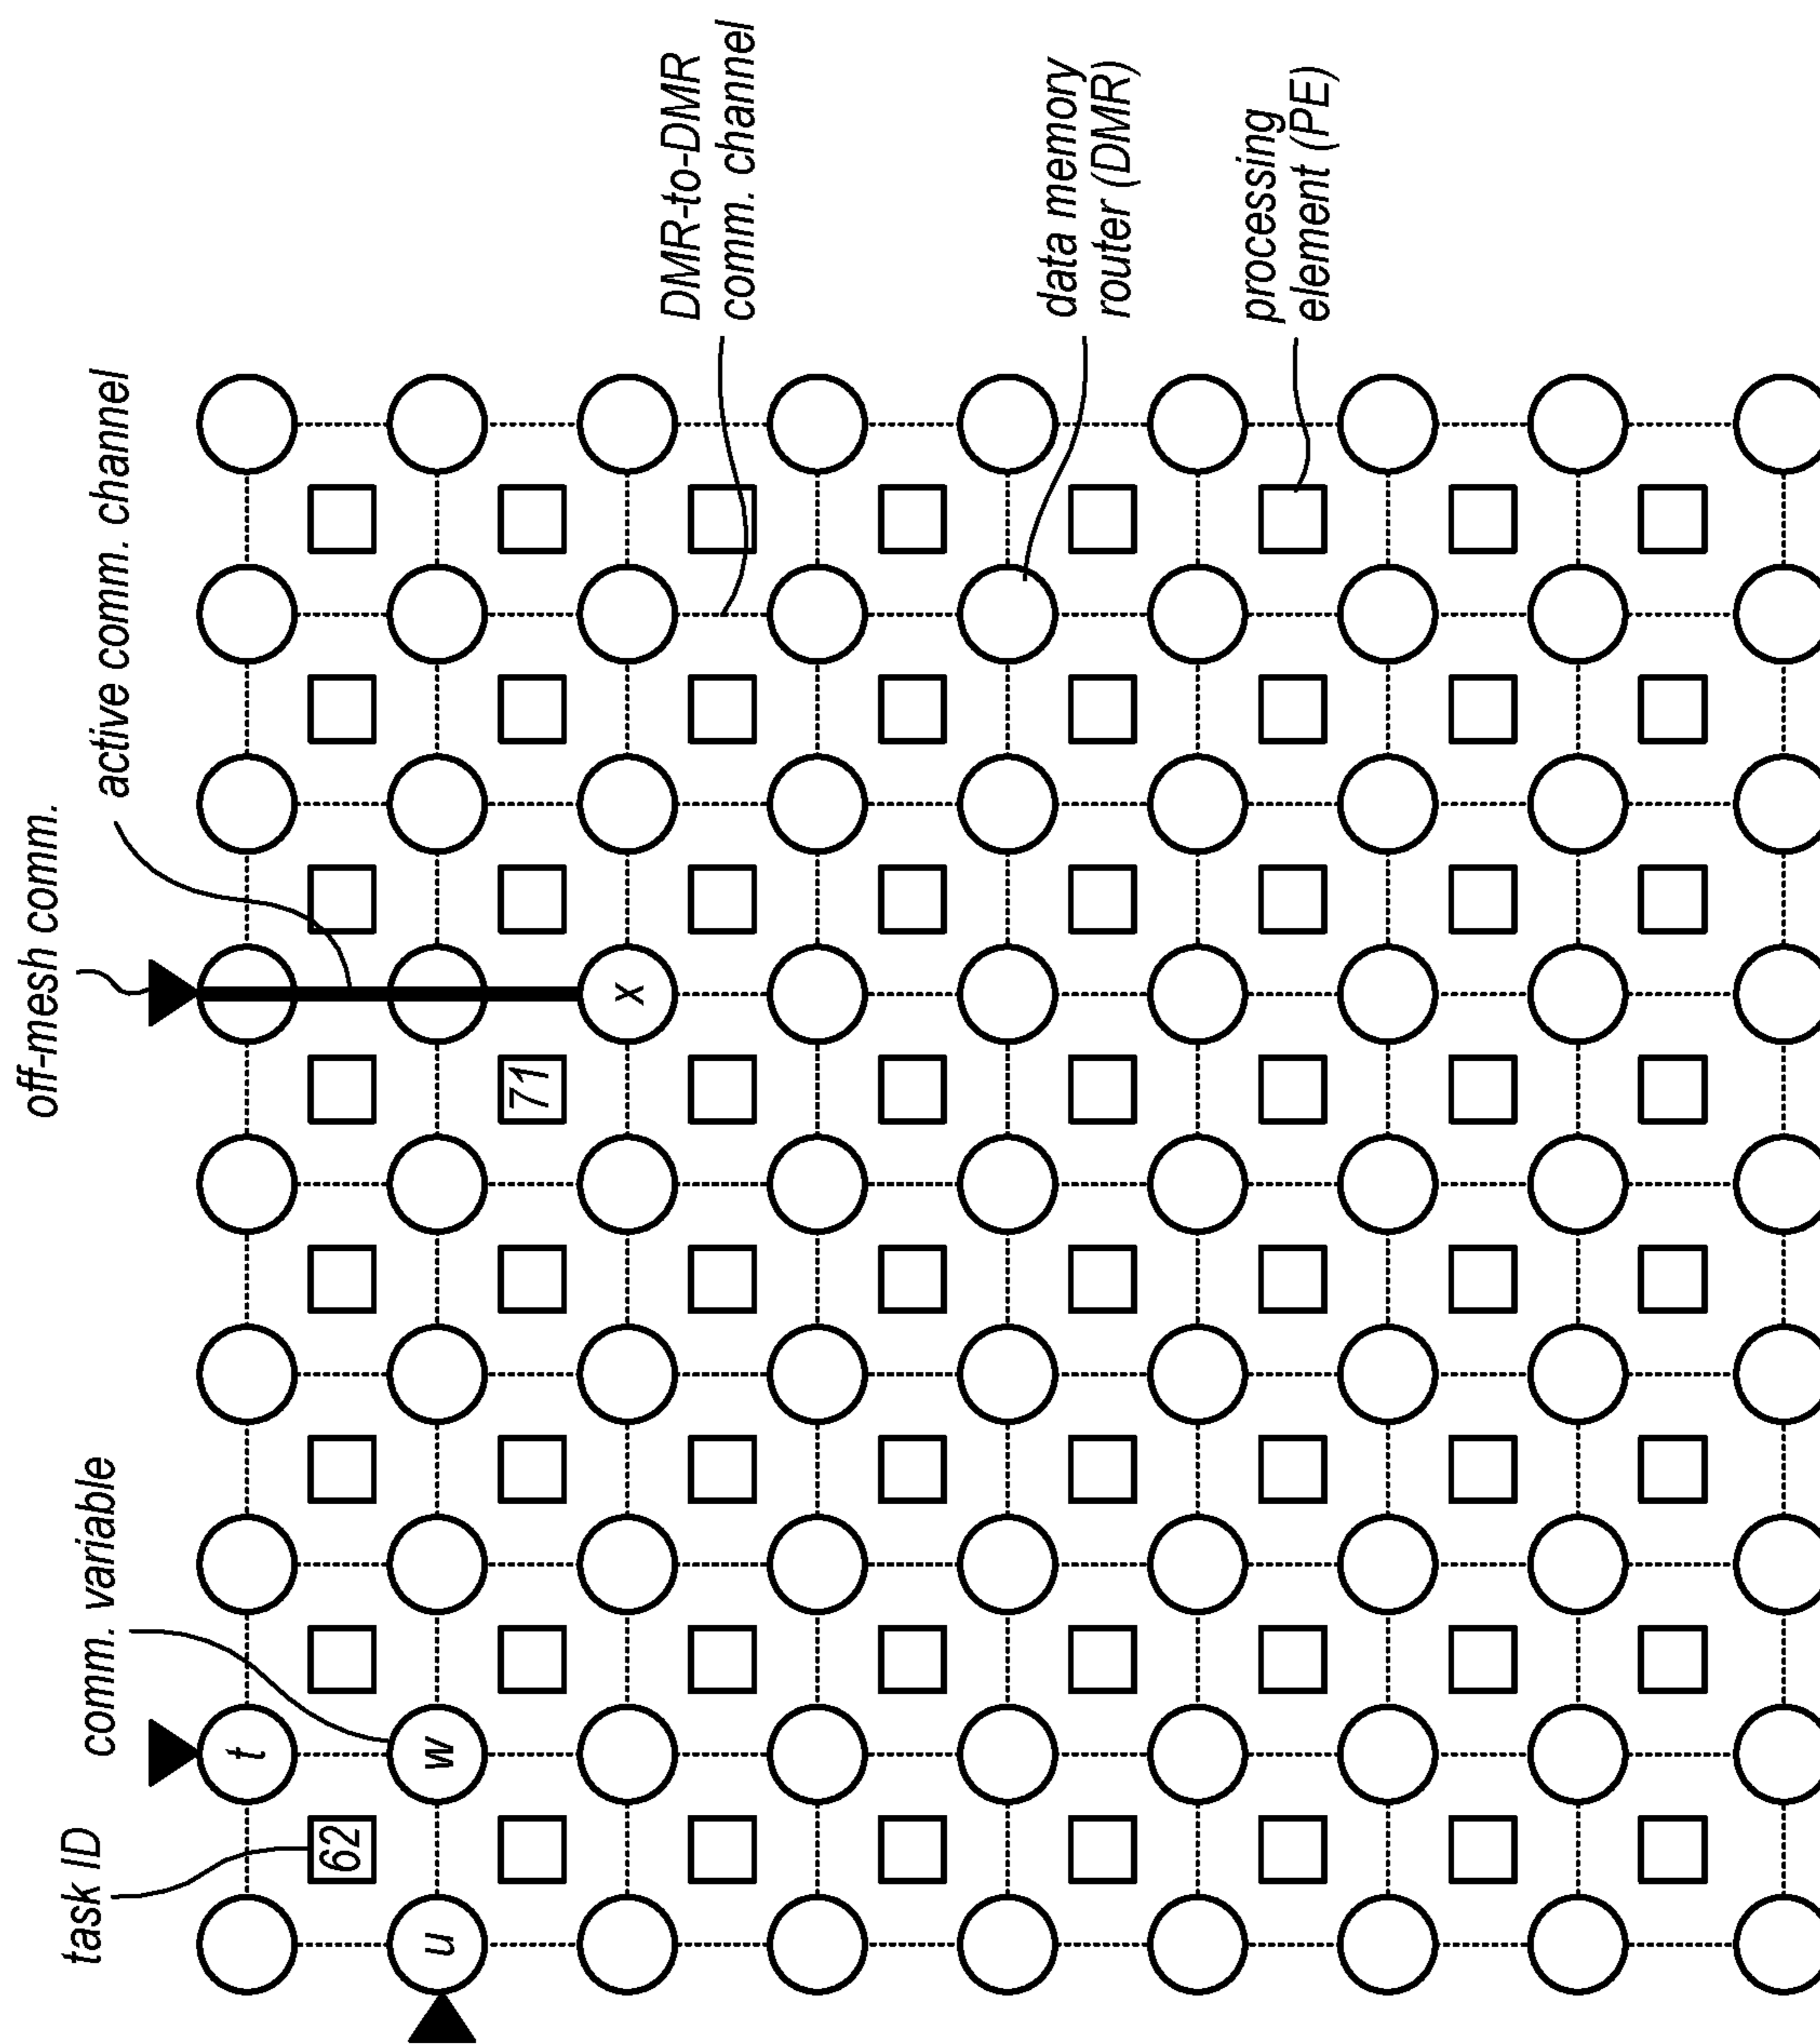 off-mesh comm.
active comm. channel
comm. variable
task ID
DMR-to-DMR
comm. channel
data memory
router (DMR)
processing
element (PE)
t
62
u
w
71
x